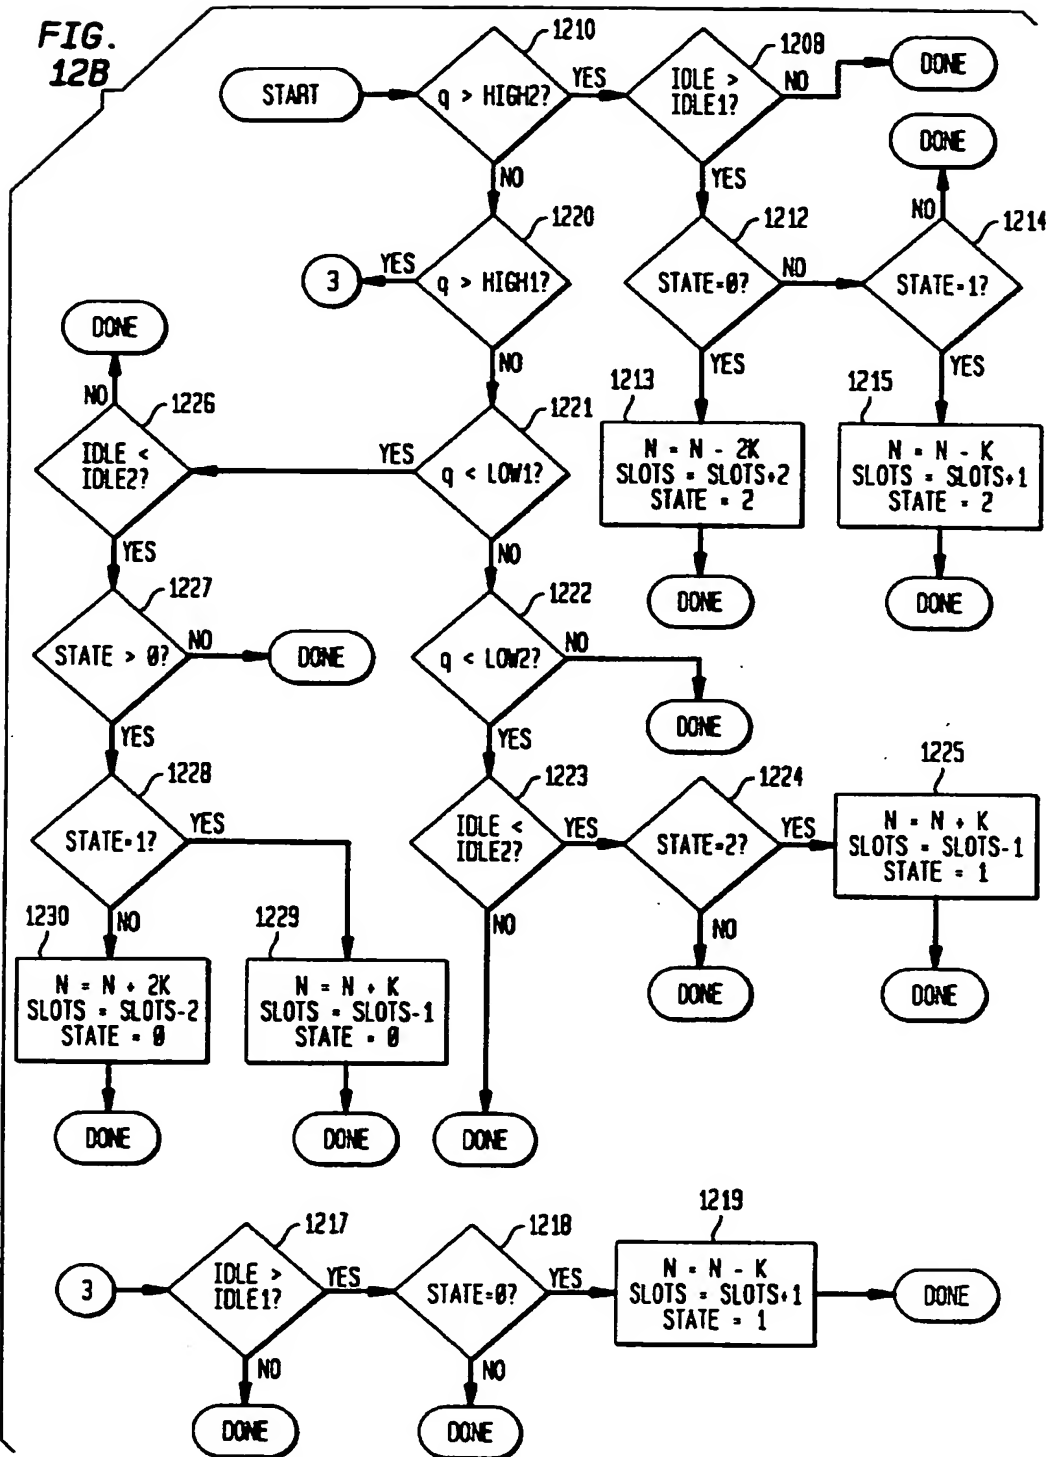 FIG.
12B
START
1210
q > HIGH2?
YES
NO
1208
IDLE >
IDLE1?
NO
YES
DONE
DONE
1220
q > HIGH1?
YES
NO
3
1212
STATE=0?
NO
YES
1214
STATE=1?
NO
YES
DONE
1226
IDLE <
IDLE2?
NO
YES
1221
q < LOW1?
YES
NO
1213
N = N - 2K
SLOTS = SLOTS+2
STATE = 2
1215
N = N - K
SLOTS = SLOTS+1
STATE = 2
DONE
DONE
1227
STATE > 0?
NO
YES
DONE
1222
q < LOW2?
NO
YES
DONE
1228
STATE=1?
YES
NO
1223
IDLE <
IDLE2?
YES
NO
1224
STATE=2?
YES
NO
1225
N = N + K
SLOTS = SLOTS-1
STATE = 1
1230
N = N + 2K
SLOTS = SLOTS-2
STATE = 0
1229
N = N + K
SLOTS = SLOTS-1
STATE = 0
DONE
DONE
DONE
DONE
DONE
3
1217
IDLE >
IDLE1?
YES
NO
1218
STATE=0?
YES
NO
1219
N = N - K
SLOTS = SLOTS+1
STATE = 1
DONE
DONE
DONE